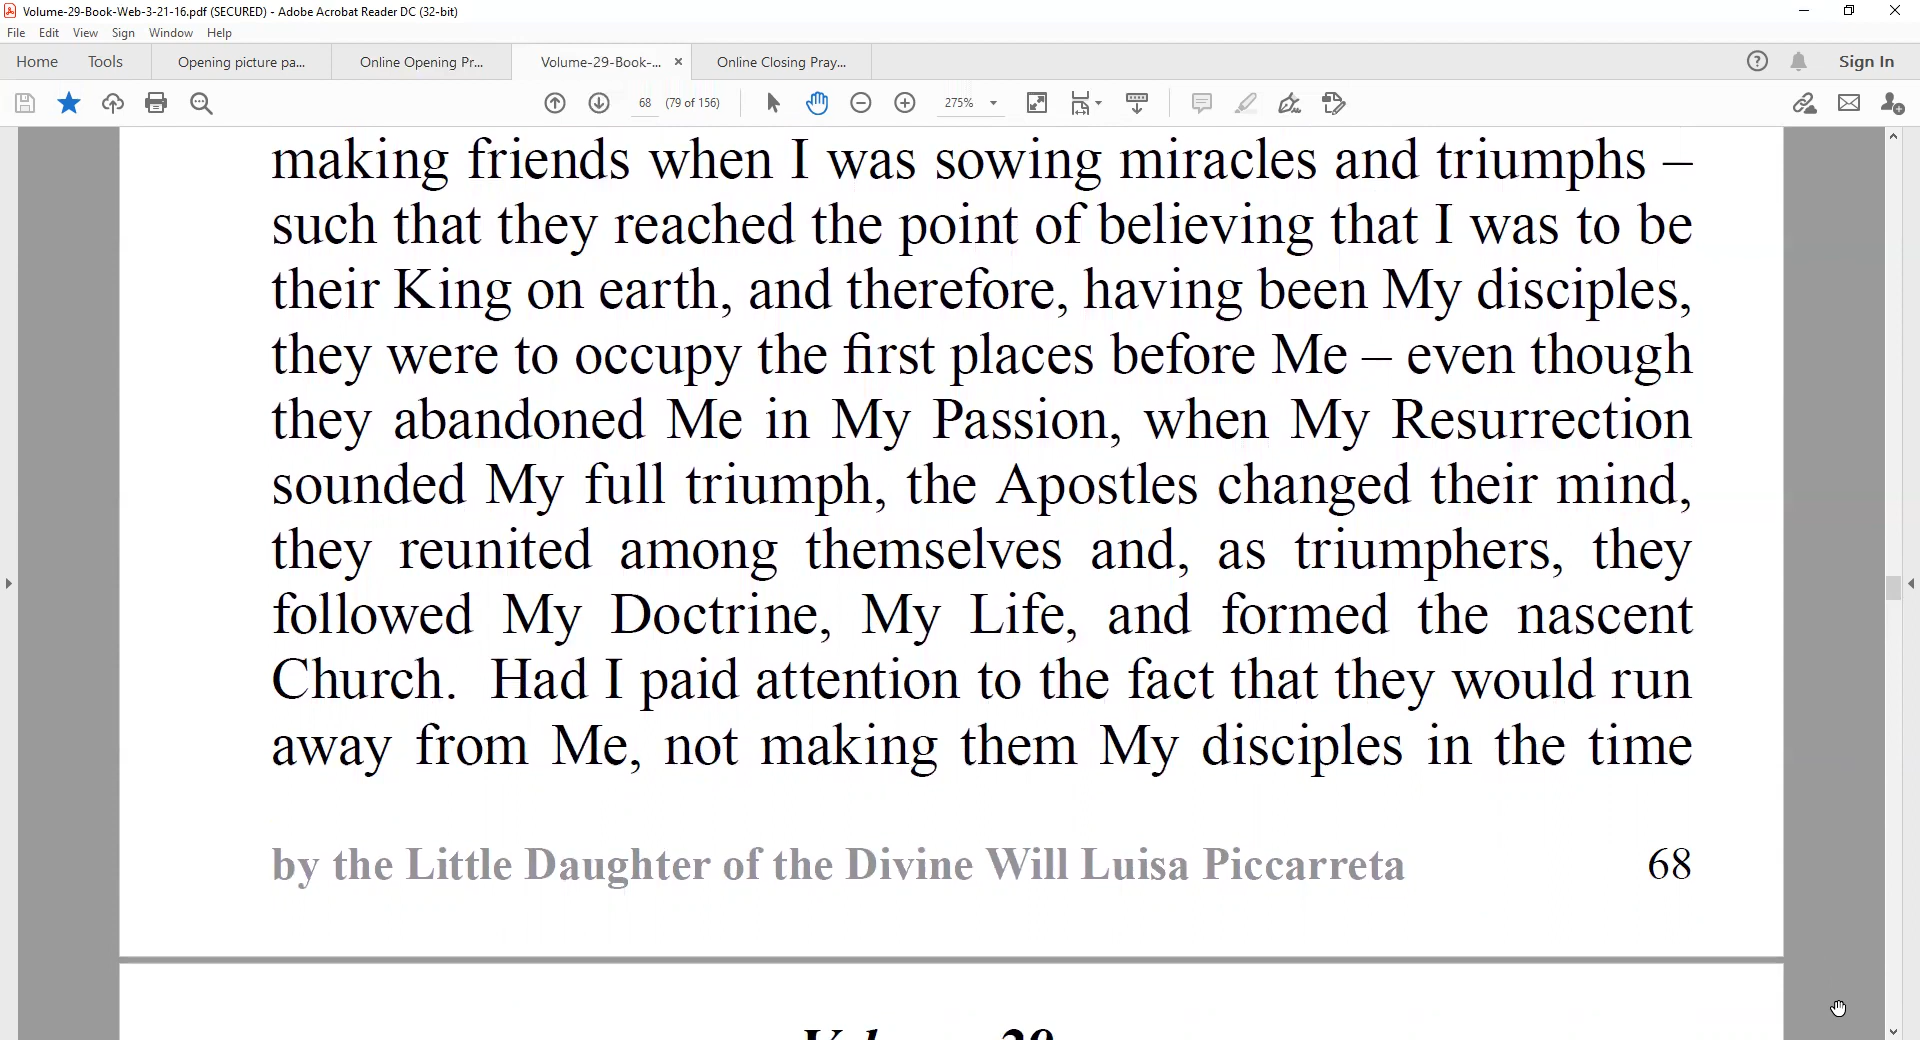 Volume-29-Book-Web-3-21-16.pdf (SECURED) - Adobe Acrobat Reader DC (32-bit)
File Edit View Sign Window Help
Home Tools Opening picture pa... Online Opening Pr... Volume-29-Book-... Online Closing Pray... Sign In
68 (79 of 156) 275%
making friends when I was sowing miracles and triumphs –
such that they reached the point of believing that I was to be
their King on earth, and therefore, having been My disciples,
they were to occupy the first places before Me – even though
they abandoned Me in My Passion, when My Resurrection
sounded My full triumph, the Apostles changed their mind,
they reunited among themselves and, as triumphers, they
followed My Doctrine, My Life, and formed the nascent
Church. Had I paid attention to the fact that they would run
away from Me, not making them My disciples in the time
by the Little Daughter of the Divine Will Luisa Piccarreta 68